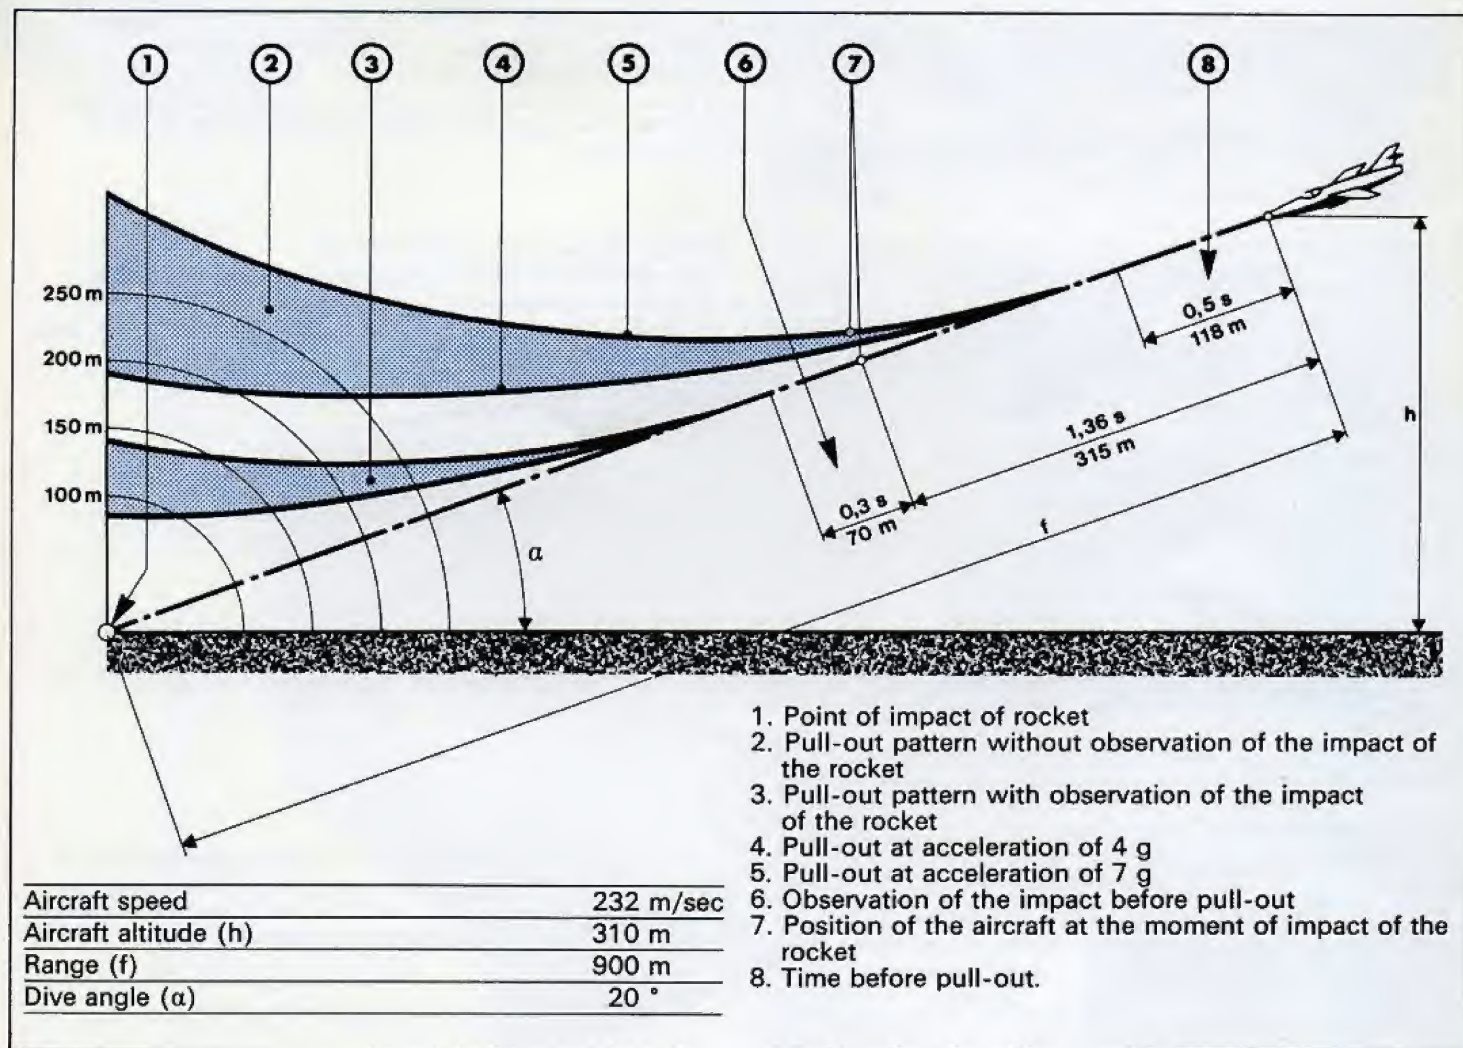 1 2 3 4 5 6 7 8
250 m
200 m
150 m
100 m
0,5 s
118 m
1,36 s
315 m
0,3 s
70 m
f
h
α
1. Point of impact of rocket
2. Pull-out pattern without observation of the impact of
the rocket
3. Pull-out pattern with observation of the impact
of the rocket
4. Pull-out at acceleration of 4 g
5. Pull-out at acceleration of 7 g
6. Observation of the impact before pull-out
7. Position of the aircraft at the moment of impact of the
rocket
8. Time before pull-out.
Aircraft speed 232 m/sec
Aircraft altitude (h) 310 m
Range (f) 900 m
Dive angle (α) 20 °